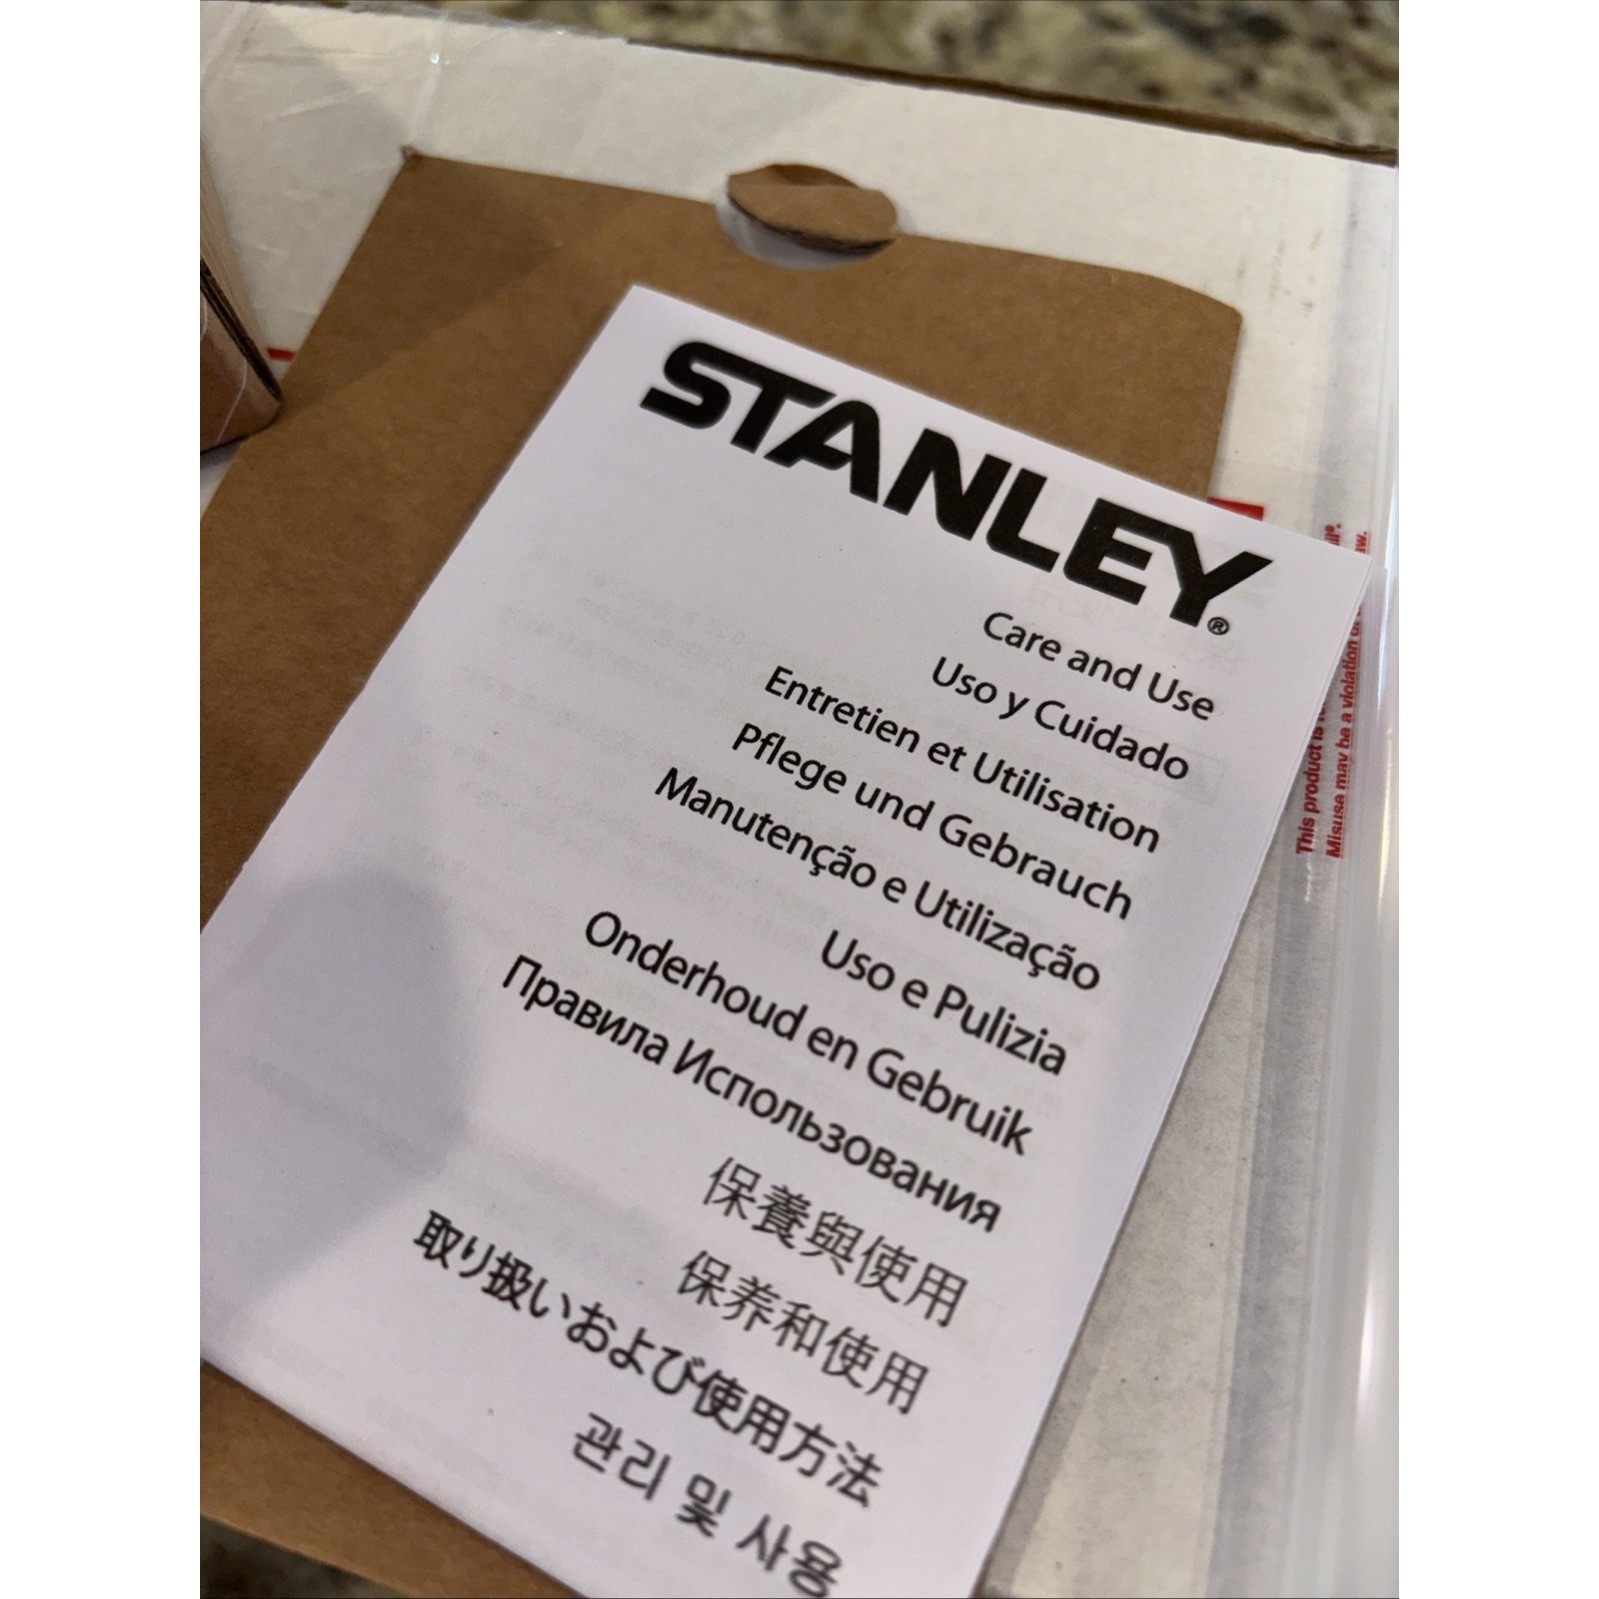 STANLEY®
Care and Use
Uso y Cuidado
Entretien et Utilisation
Pflege und Gebrauch
Manutenção e Utilização
Uso e Pulizia
Onderhoud en Gebruik
Правила Использования
保養與使用
保养和使用
取り扱いおよび使用方法
관리 및 사용
This product is
Misuse may be a violation of